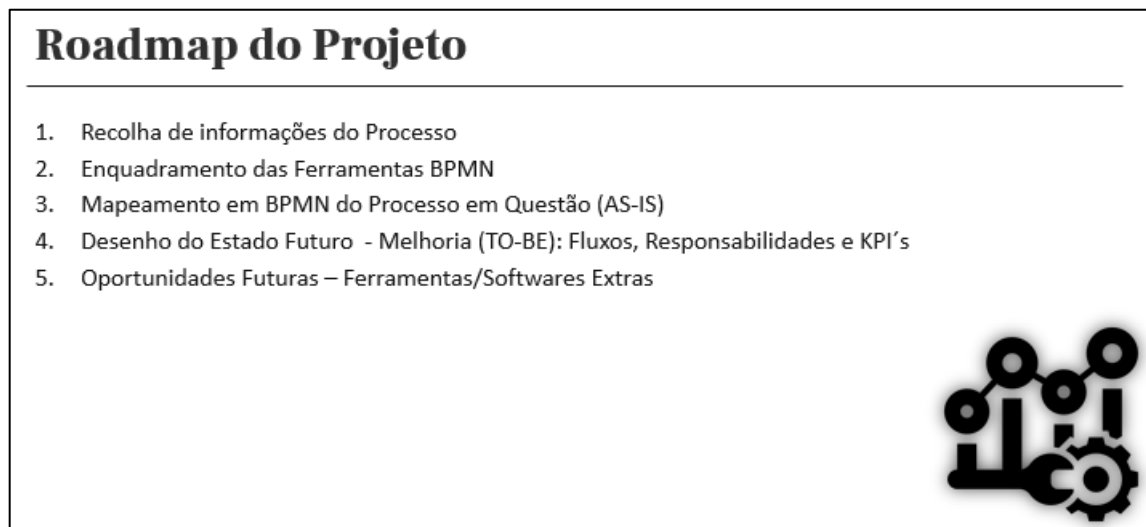 Roadmap do Projeto
1. Recolha de informações do Processo
2. Enquadramento das Ferramentas BPMN
3. Mapeamento em BPMN do Processo em Questão (AS-IS)
4. Desenho do Estado Futuro - Melhoria (TO-BE): Fluxos, Responsabilidades e KPI´s
5. Oportunidades Futuras – Ferramentas/Softwares Extras